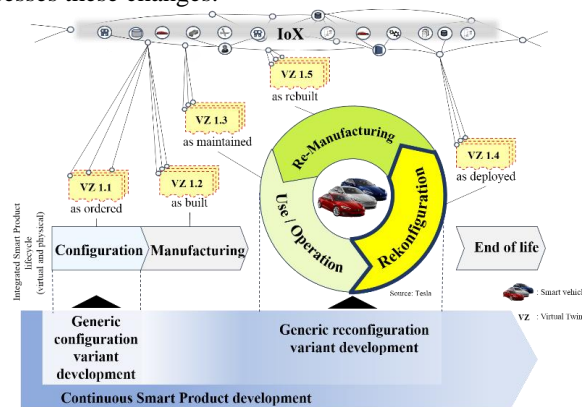 esses these changes.
IoX
VZ 1.5
as rebuilt
VZ 1.3
as maintained
VZ 1.1
as ordered
VZ 1.2
as built
VZ 1.4
as deployed
Re-Manufacturing
Use / Operation
Rekonfiguration
Integrated Smart Product
lifecycle
(virtual and physical)
Configuration
Manufacturing
End of life
Source: Tesla
: Smart vehicl
VZ : Virtual Twin
Generic
configuration
variant
development
Generic reconfiguration
variant development
Continuous Smart Product development